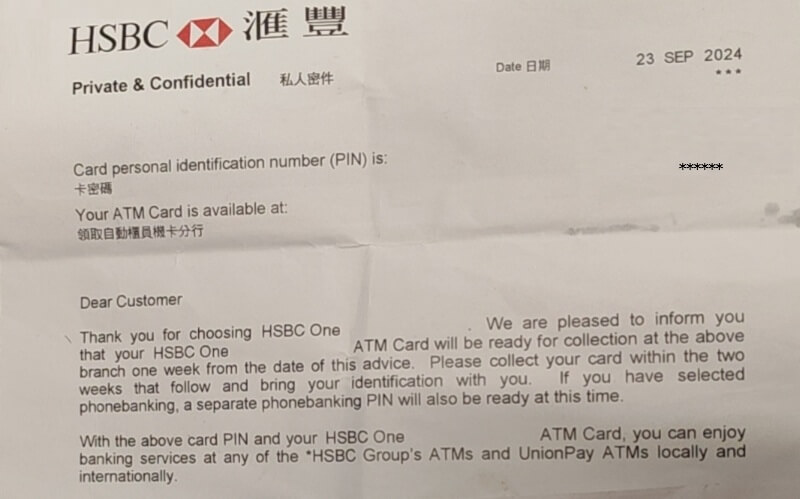 HSBC 滙豐
Date 日期 23 SEP 2024
***
Private & Confidential 私人密件
Card personal identification number (PIN) is: ******
卡密碼
Your ATM Card is available at:
領取自動櫃員機卡分行
Dear Customer
Thank you for choosing HSBC One . We are pleased to inform you
that your HSBC One ATM Card will be ready for collection at the above
branch one week from the date of this advice. Please collect your card within the two
weeks that follow and bring your identification with you. If you have selected
phonebanking, a separate phonebanking PIN will also be ready at this time.
With the above card PIN and your HSBC One ATM Card, you can enjoy
banking services at any of the *HSBC Group's ATMs and UnionPay ATMs locally and
internationally.